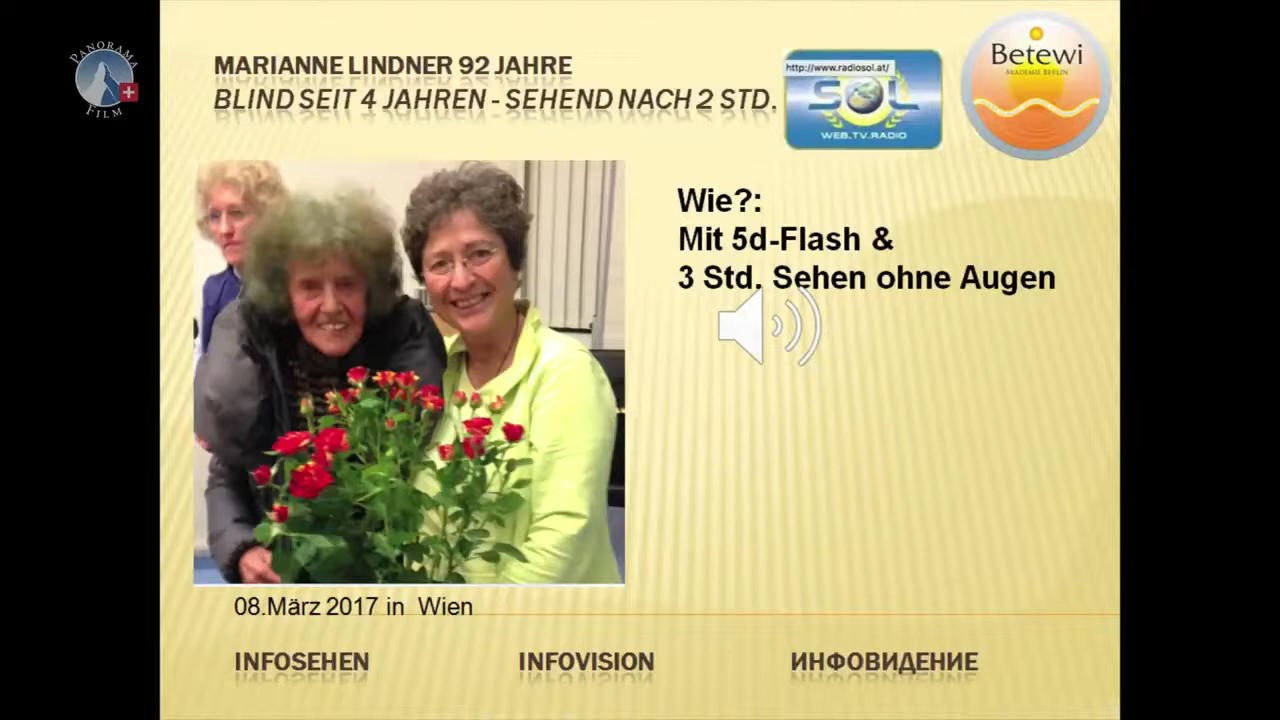 PANORAMA
FILM
MARIANNE LINDNER 92 JAHRE
BLIND SEIT 4 JAHREN - SEHEND NACH 2 STD.
http://www.radiosol.at/
SOL
WEB.TV.RADIO
Betewi
AKADEMIE BERLIN
Wie?:
Mit 5d-Flash &
3 Std. Sehen ohne Augen
08.März 2017 in Wien
INFOSEHEN INFOVISION ИНФОВИДЕНИЕ